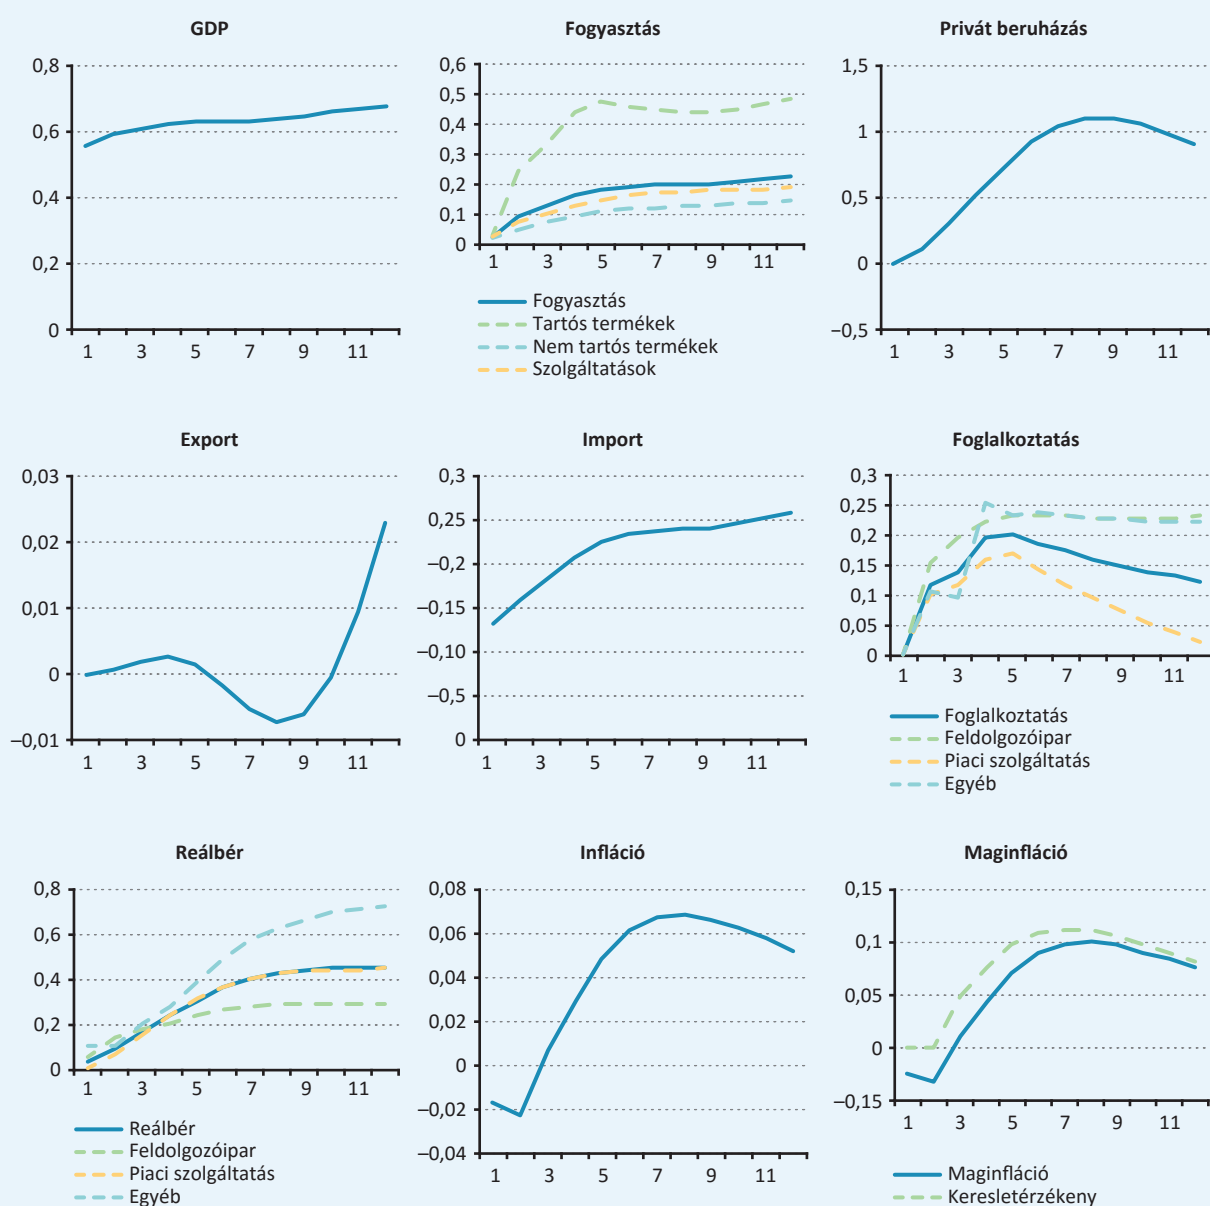 GDP
0,8
0,6
0,4
0,2
0
1 3 5 7 9 11
Fogyasztás
0,6
0,5
0,4
0,3
0,2
0,1
0
1 3 5 7 9 11
Fogyasztás
Tartós termékek
Nem tartós termékek
Szolgáltatások
Privát beruházás
1,5
1
0,5
0
–0,5
1 3 5 7 9 11
Export
0,03
0,02
0,01
0
–0,01
1 3 5 7 9 11
Import
0,3
0,25
–0,2
–0,15
–0,10
–0,5
0
1 3 5 7 9 11
Foglalkoztatás
0,3
0,25
0,2
0,15
0,1
0,05
0
1 3 5 7 9 11
Foglalkoztatás
Feldolgozóipar
Piaci szolgáltatás
Egyéb
Reálbér
0,8
0,6
0,4
0,2
0
1 3 5 7 9 11
Reálbér
Feldolgozóipar
Piaci szolgáltatás
Egyéb
Infláció
0,08
0,06
0,04
0,02
0
–0,02
–0,04
1 3 5 7 9 11
Maginfláció
0,15
0,1
0,05
0
–0,15
1 3 5 7 9 11
Maginfláció
Keresletérzékeny